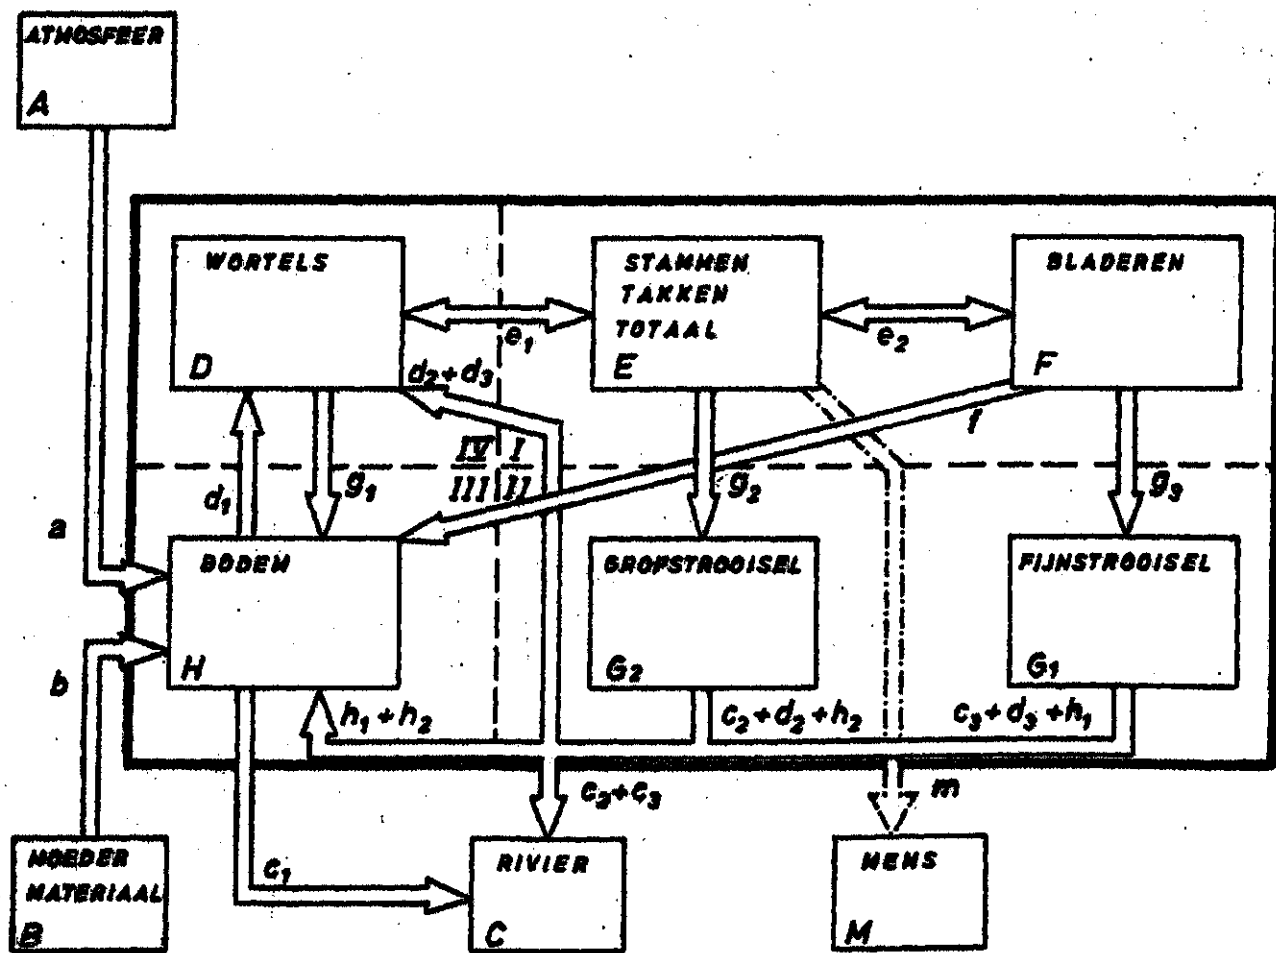 ATMOSFEER
A
WORTELS
D
STAMMEN
TAKKEN
TOTAAL
E
BLADEREN
F
e₁
e₂
d₂+d₃
f
IV I
III II
d₁
g₁
g₂
g₃
a
b
BODEM
H
GROFSTROOISEL
G₂
FIJNSTROOISEL
G₁
h₁+h₂
c₂+d₂+h₂
c₃+d₃+h₁
c₂+c₃
m
c₁
MOEDER
MATERIAAL
B
RIVIER
C
MENS
M